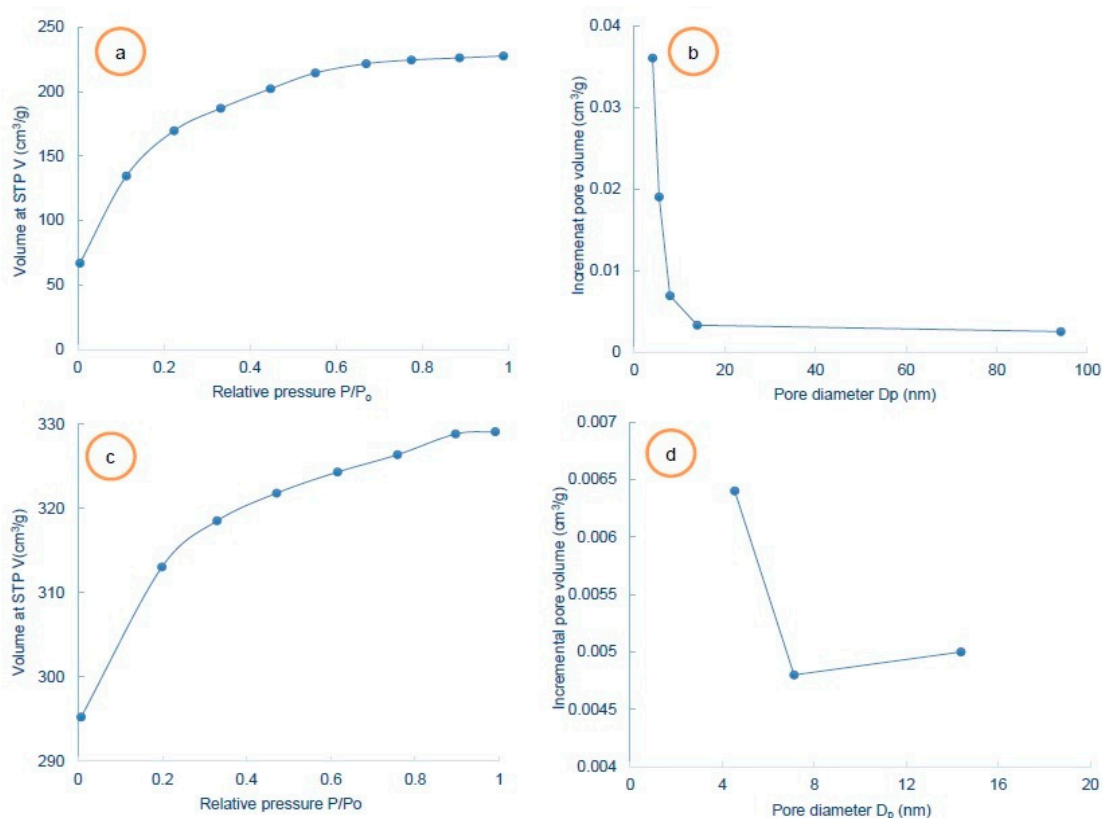 a
250
200
150
100
50
0
Volume at STP V (cm³/g)
0 0.2 0.4 0.6 0.8 1
Relative pressure P/P₀
b
0.04
0.03
0.02
0.01
0
Incremenat pore volume (cm³/g)
0 20 40 60 80 100
Pore diameter Dp (nm)
c
330
320
310
300
290
Volume at STP V(cm³/g)
0 0.2 0.4 0.6 0.8 1
Relative pressure P/Po
d
0.007
0.0065
0.006
0.0055
0.005
0.0045
0.004
Incremental pore volume (cm³/g)
0 4 8 12 16 20
Pore diameter Dₚ (nm)